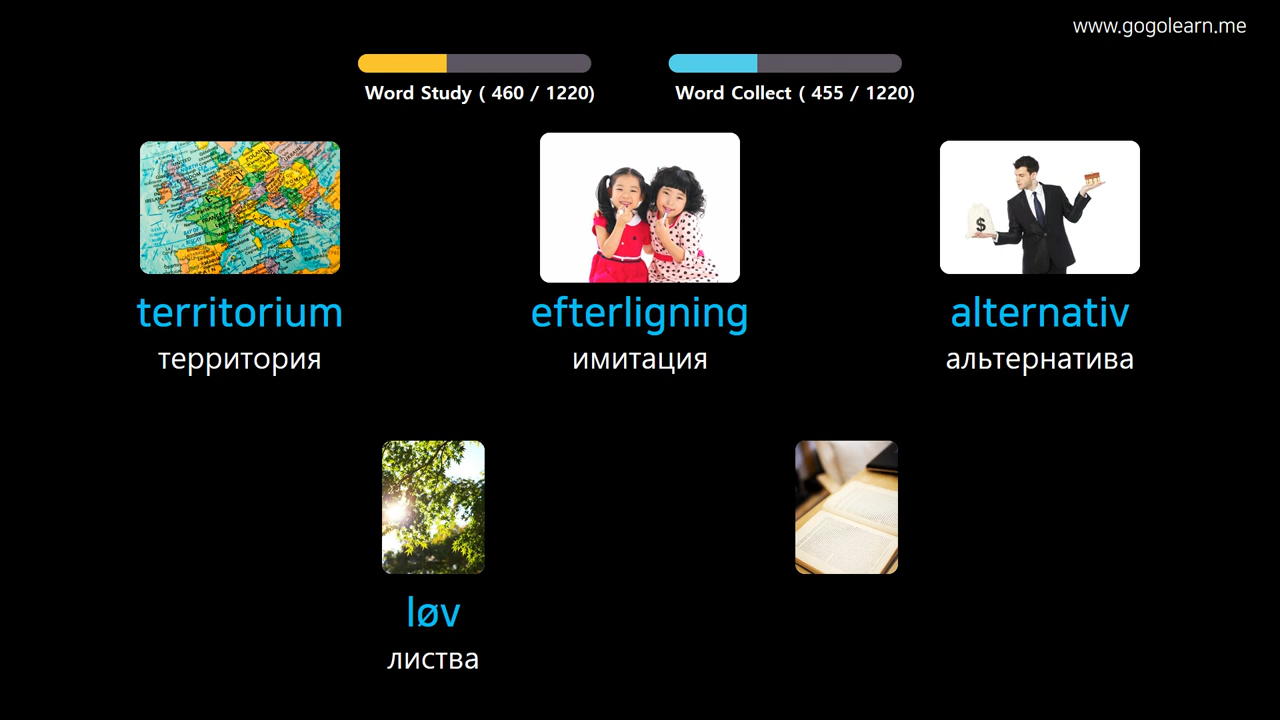 www.gogolearn.me
Word Study ( 460 / 1220)
Word Collect ( 455 / 1220)
territorium
территория
efterligning
имитация
alternativ
альтернатива
løv
листва